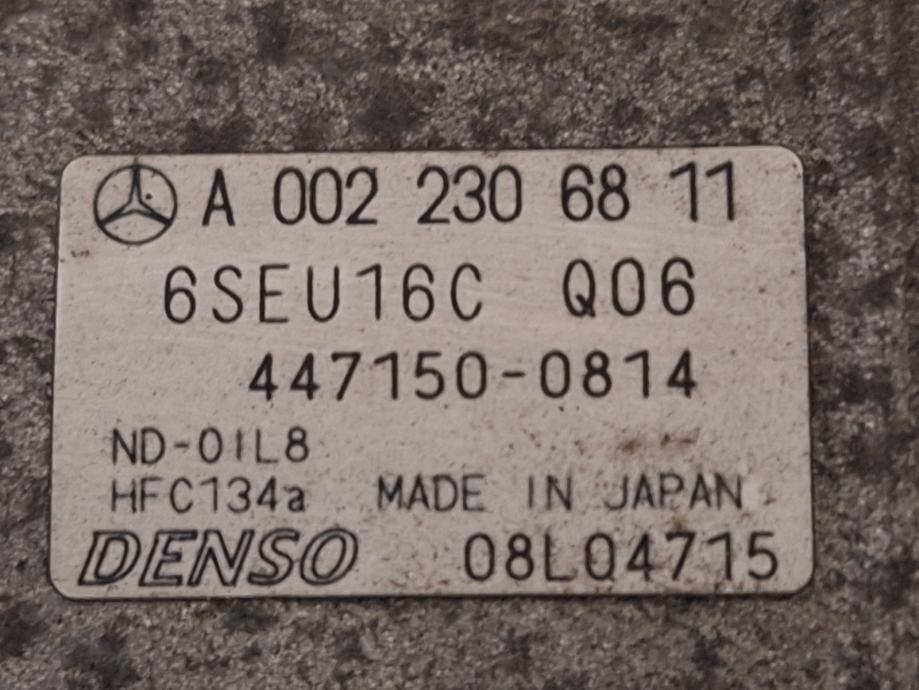 A 002 230 68 11
6SEU16C Q06
447150-0814
ND-OIL8
HFC134a MADE IN JAPAN
DENSO 08L04715